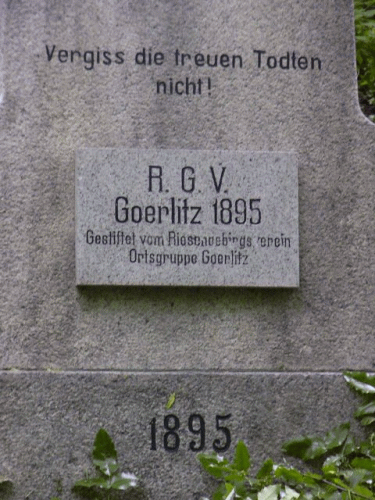 Vergiss die treuen Todten
nicht!
R. G. V.
Goerlitz 1895
Gestiftet vom Riesengebirgsverein
Ortsgruppe Goerlitz
1895